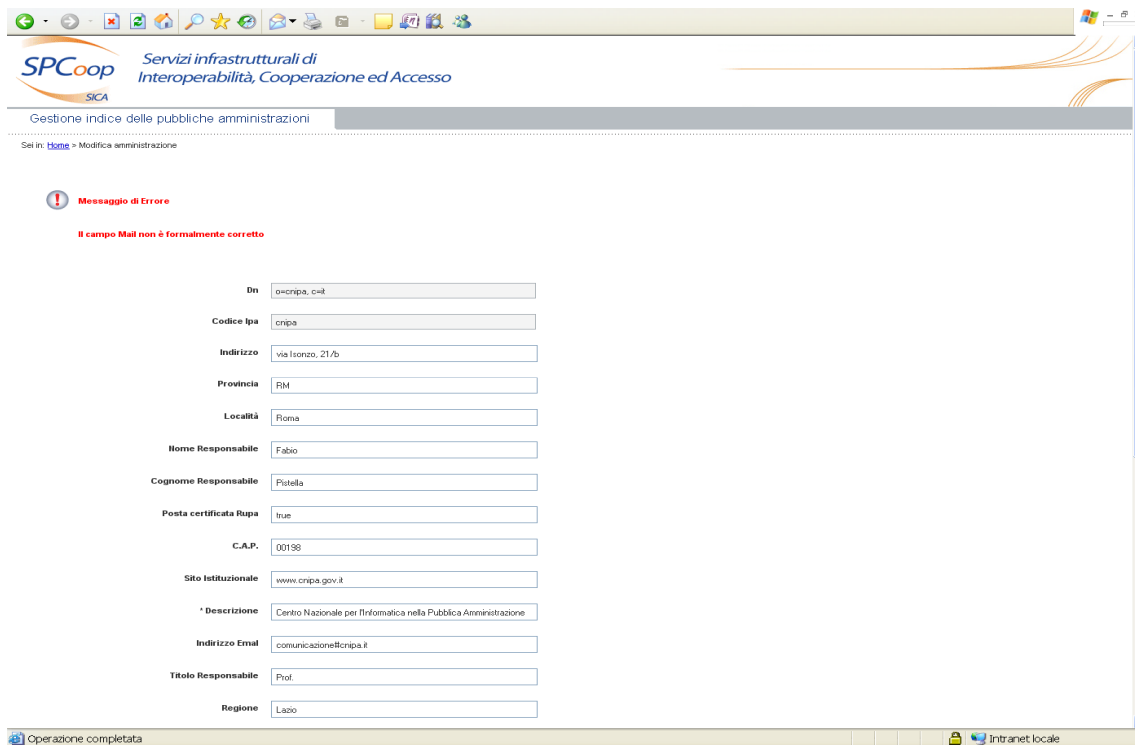 SPCoop
SICA
Servizi infrastrutturali di
Interoperabilità, Cooperazione ed Accesso
Gestione indice delle pubbliche amministrazioni
Sei in: Home > Modifica amministrazione
Messaggio di Errore
Il campo Mail non è formalmente corretto
Dn o=cnipa, c=it
Codice Ipa cnipa
Indirizzo via Isonzo, 21/b
Provincia RM
Località Roma
Nome Responsabile Fabio
Cognome Responsabile Pistella
Posta certificata Rupa true
C.A.P. 00198
Sito Istituzionale www.cnipa.gov.it
* Descrizione Centro Nazionale per l'Informatica nella Pubblica Amministrazione
Indirizzo Emal comunicazione#cnipa.it
Titolo Responsabile Prof.
Regione Lazio
Operazione completata Intranet locale